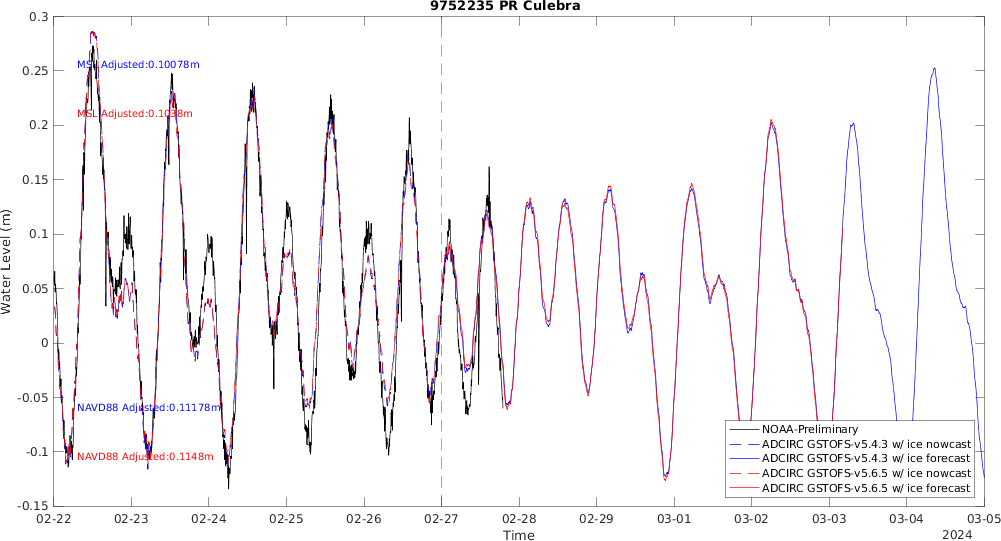 9752235 PR Culebra
0.3
0.25
0.2
0.15
0.1
0.05
0
-0.05
-0.1
-0.15
Water Level (m)
MSL Adjusted:0.10078m
MSL Adjusted:0.1038m
NAVD88 Adjusted:0.11178m
NAVD88 Adjusted:0.1148m
NOAA-Preliminary
ADCIRC GSTOFS-v5.4.3 w/ ice nowcast
ADCIRC GSTOFS-v5.4.3 w/ ice forecast
ADCIRC GSTOFS-v5.6.5 w/ ice nowcast
ADCIRC GSTOFS-v5.6.5 w/ ice forecast
02-22 02-23 02-24 02-25 02-26 02-27 02-28 02-29 03-01 03-02 03-03 03-04 03-05
Time
2024